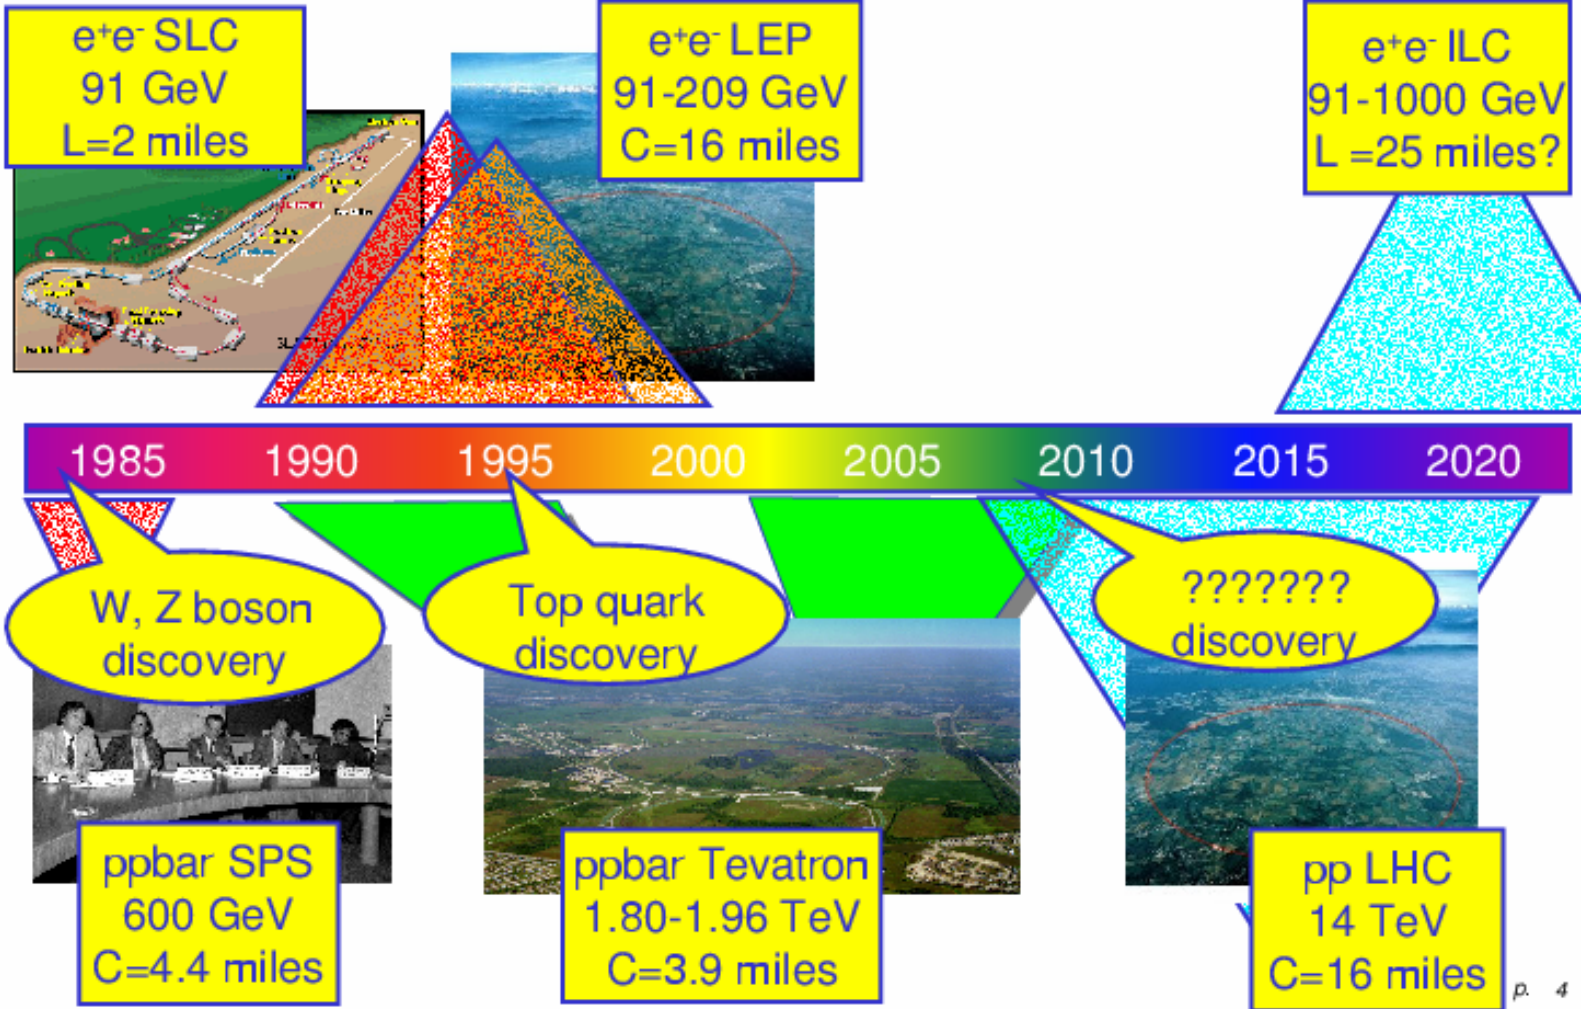 e⁺e⁻ SLC
91 GeV
L=2 miles
e⁺e⁻ LEP
91-209 GeV
C=16 miles
e⁺e⁻ ILC
91-1000 GeV
L =25 miles?
1985 1990 1995 2000 2005 2010 2015 2020
W, Z boson
discovery
Top quark
discovery
???????
discovery
ppbar SPS
600 GeV
C=4.4 miles
ppbar Tevatron
1.80-1.96 TeV
C=3.9 miles
pp LHC
14 TeV
C=16 miles
p. 4